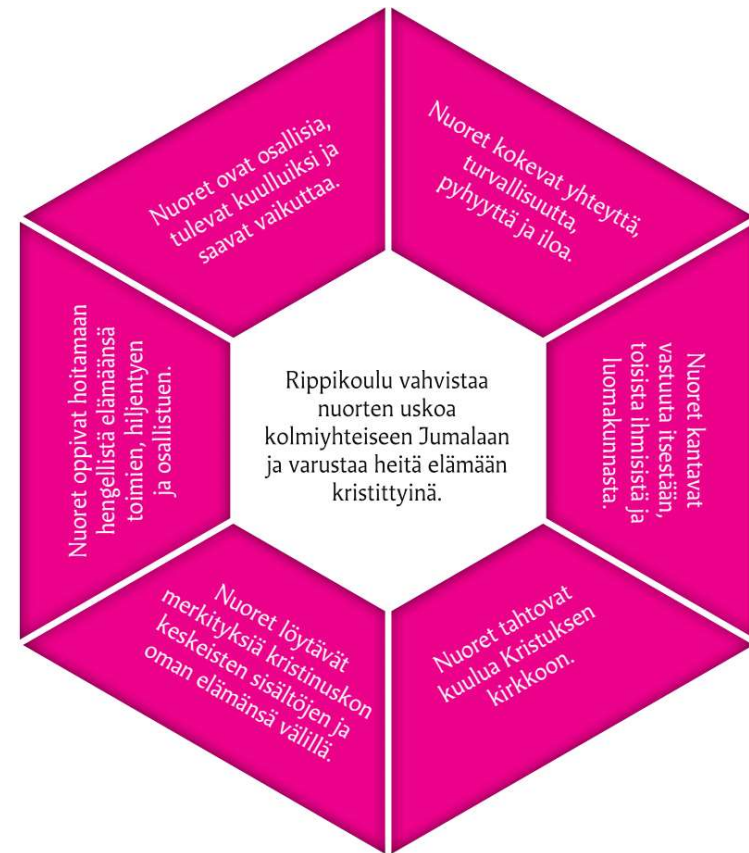 Nuoret ovat osallisia,
tulevat kuulluiksi ja
saavat vaikuttaa.
Nuoret kokevat yhteyttä,
turvallisuutta,
pyhyyttä ja iloa.
Nuoret kantavat
vastuuta itsestään,
toisista ihmisistä ja
luomakunnasta.
Nuoret tahtovat
kuulua Kristuksen
kirkkoon.
Nuoret löytävät
merkityksiä kristinuskon
keskeisten sisältöjen ja
oman elämänsä välillä.
Nuoret oppivat hoitamaan
hengellistä elämäänsä
toimien, hiljentyen
ja osallistuen.
Rippikoulu vahvistaa
nuorten uskoa
kolmiyhteiseen Jumalaan
ja varustaa heitä elämään
kristittyinä.